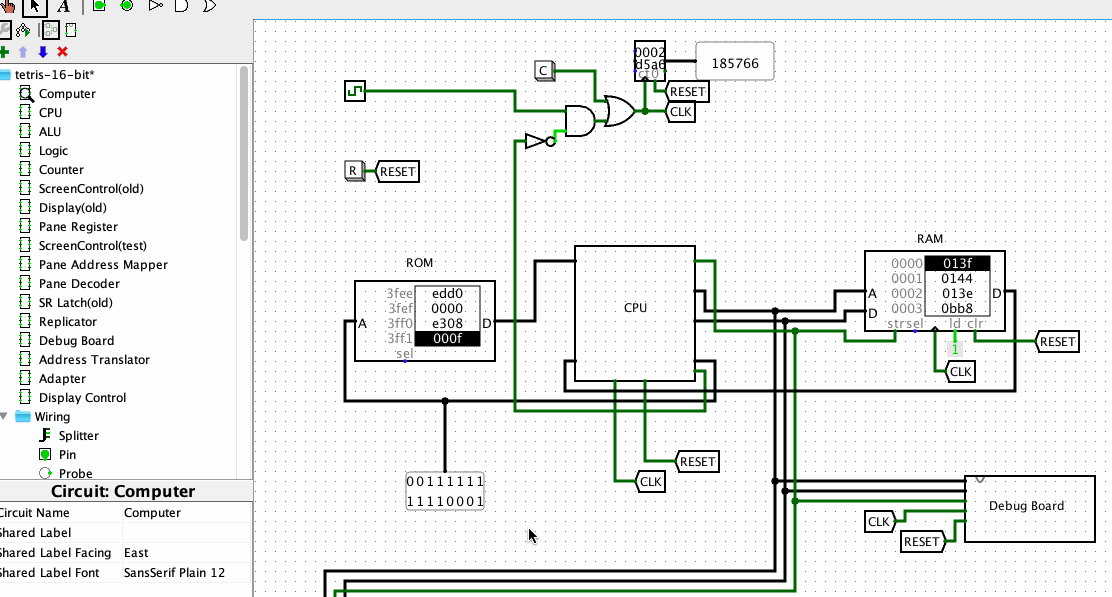 A
tetris-16-bit*
Computer
CPU
ALU
Logic
Counter
ScreenControl(old)
Display(old)
Pane Register
ScreenControl(test)
Pane Address Mapper
Pane Decoder
SR Latch(old)
Replicator
Debug Board
Address Translator
Adapter
Display Control
Wiring
Splitter
Pin
Probe
Circuit: Computer
Circuit Name Computer
Shared Label
Shared Label Facing East
Shared Label Font SansSerif Plain 12
C
0002
d5a6
ct0
185766
RESET
CLK
R
RESET
ROM
3fee edd0
3fef 0000
3ff0 e308
3ff1 000f
A
D
sel
CPU
RAM
0000 013f
0001 0144
0002 013e
0003 0bb8
A
D
D
str sel ld clr
1
RESET
CLK
RESET
CLK
00111111
11110001
Debug Board
CLK
RESET